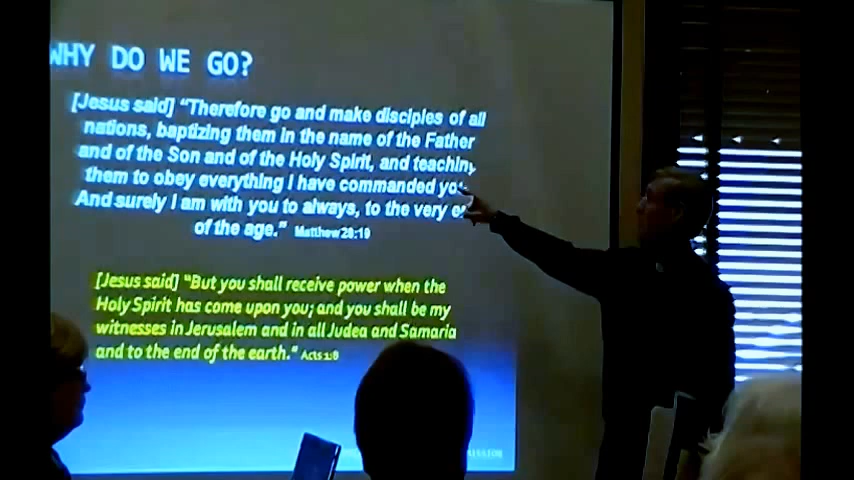 WHY DO WE GO?
[Jesus said] "Therefore go and make disciples of all
nations, baptizing them in the name of the Father
and of the Son and of the Holy Spirit, and teaching
them to obey everything I have commanded you.
And surely I am with you to always, to the very
of the age." Matthew 28:19
[Jesus said] "But you shall receive power when the
Holy Spirit has come upon you; and you shall be my
witnesses in Jerusalem and in all Judea and Samaria
and to the end of the earth." Acts 1:8
MISSION